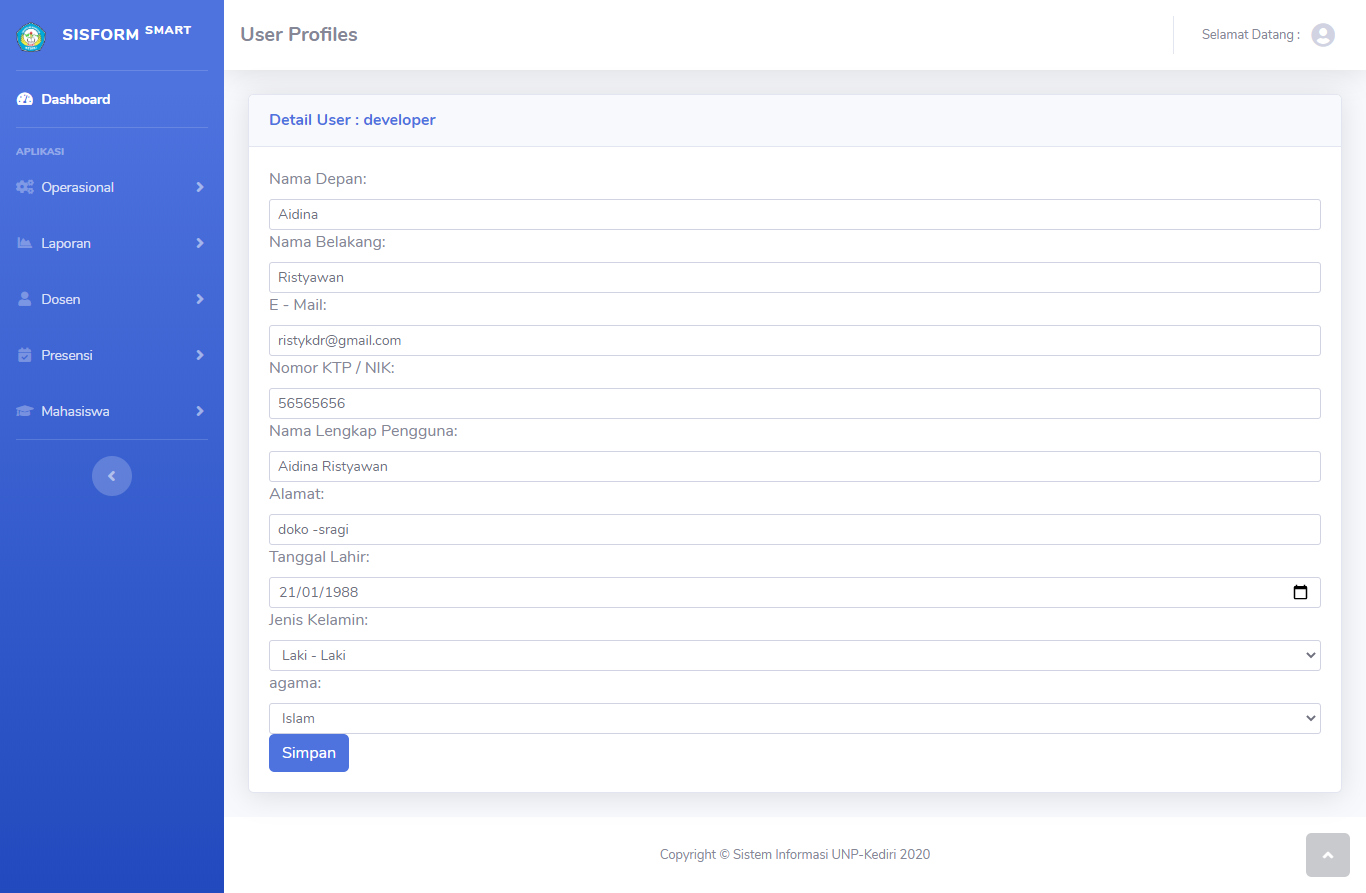 SISFORM SMART
User Profiles
Selamat Datang :
Dashboard
APLIKASI
Operasional
Laporan
Dosen
Presensi
Mahasiswa
Detail User : developer
Nama Depan:
Aidina
Nama Belakang:
Ristyawan
E - Mail:
ristykdr@gmail.com
Nomor KTP / NIK:
56565656
Nama Lengkap Pengguna:
Aidina Ristyawan
Alamat:
doko -sragi
Tanggal Lahir:
21/01/1988
Jenis Kelamin:
Laki - Laki
agama:
Islam
Simpan
Copyright © Sistem Informasi UNP-Kediri 2020